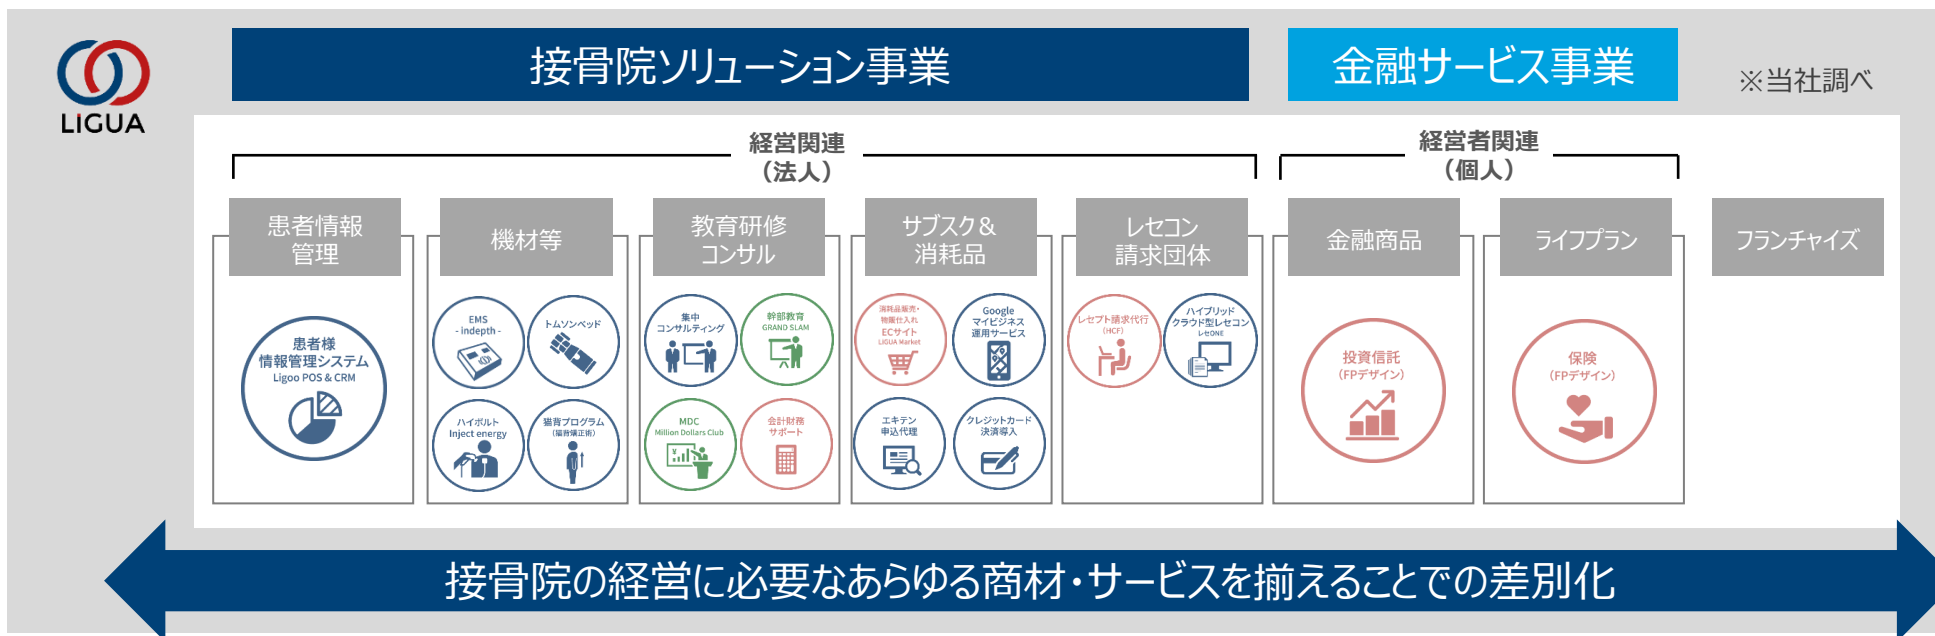 LiGUA
接骨院ソリューション事業
金融サービス事業
※当社調べ
経営関連
（法人）
経営者関連
（個人）
患者情報
管理
機材等
教育研修
コンサル
サブスク＆
消耗品
レセコン
請求団体
金融商品
ライフプラン
フランチャイズ
患者様
情報管理システム
Ligoo POS & CRM
EMS
- indepth -
トムソンベッド
ハイボルト
Inject energy
猫背プログラム
（猫背矯正術）
集中
コンサルティング
幹部教育
GRAND SLAM
MDC
Million Dollars Club
会計財務
サポート
消耗品販売・
物販仕入れ
ECサイト
LIGUA Market
Google
マイビジネス
運用サービス
エキテン
申込代理
クレジットカード
決済導入
レセプト請求代行
（HCF）
ハイブリッド
クラウド型レセコン
レセONE
投資信託
（FPデザイン）
保険
（FPデザイン）
接骨院の経営に必要なあらゆる商材・サービスを揃えることでの差別化